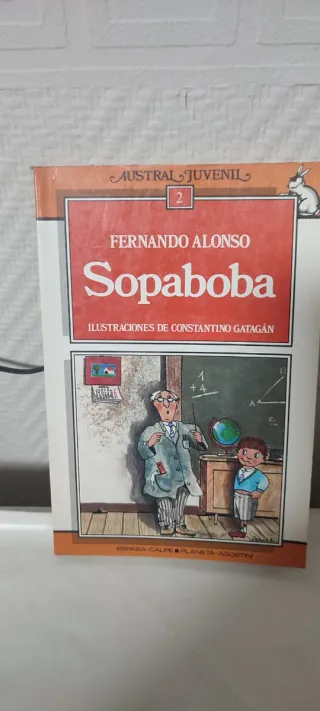 AUSTRAL JUVENIL
2
FERNANDO ALONSO
Sopaboba
ILUSTRACIONES DE CONSTANTINO GATAGÁN
1
+4
A
ESPASA-CALPE ■ PLANETA-AGOSTINI